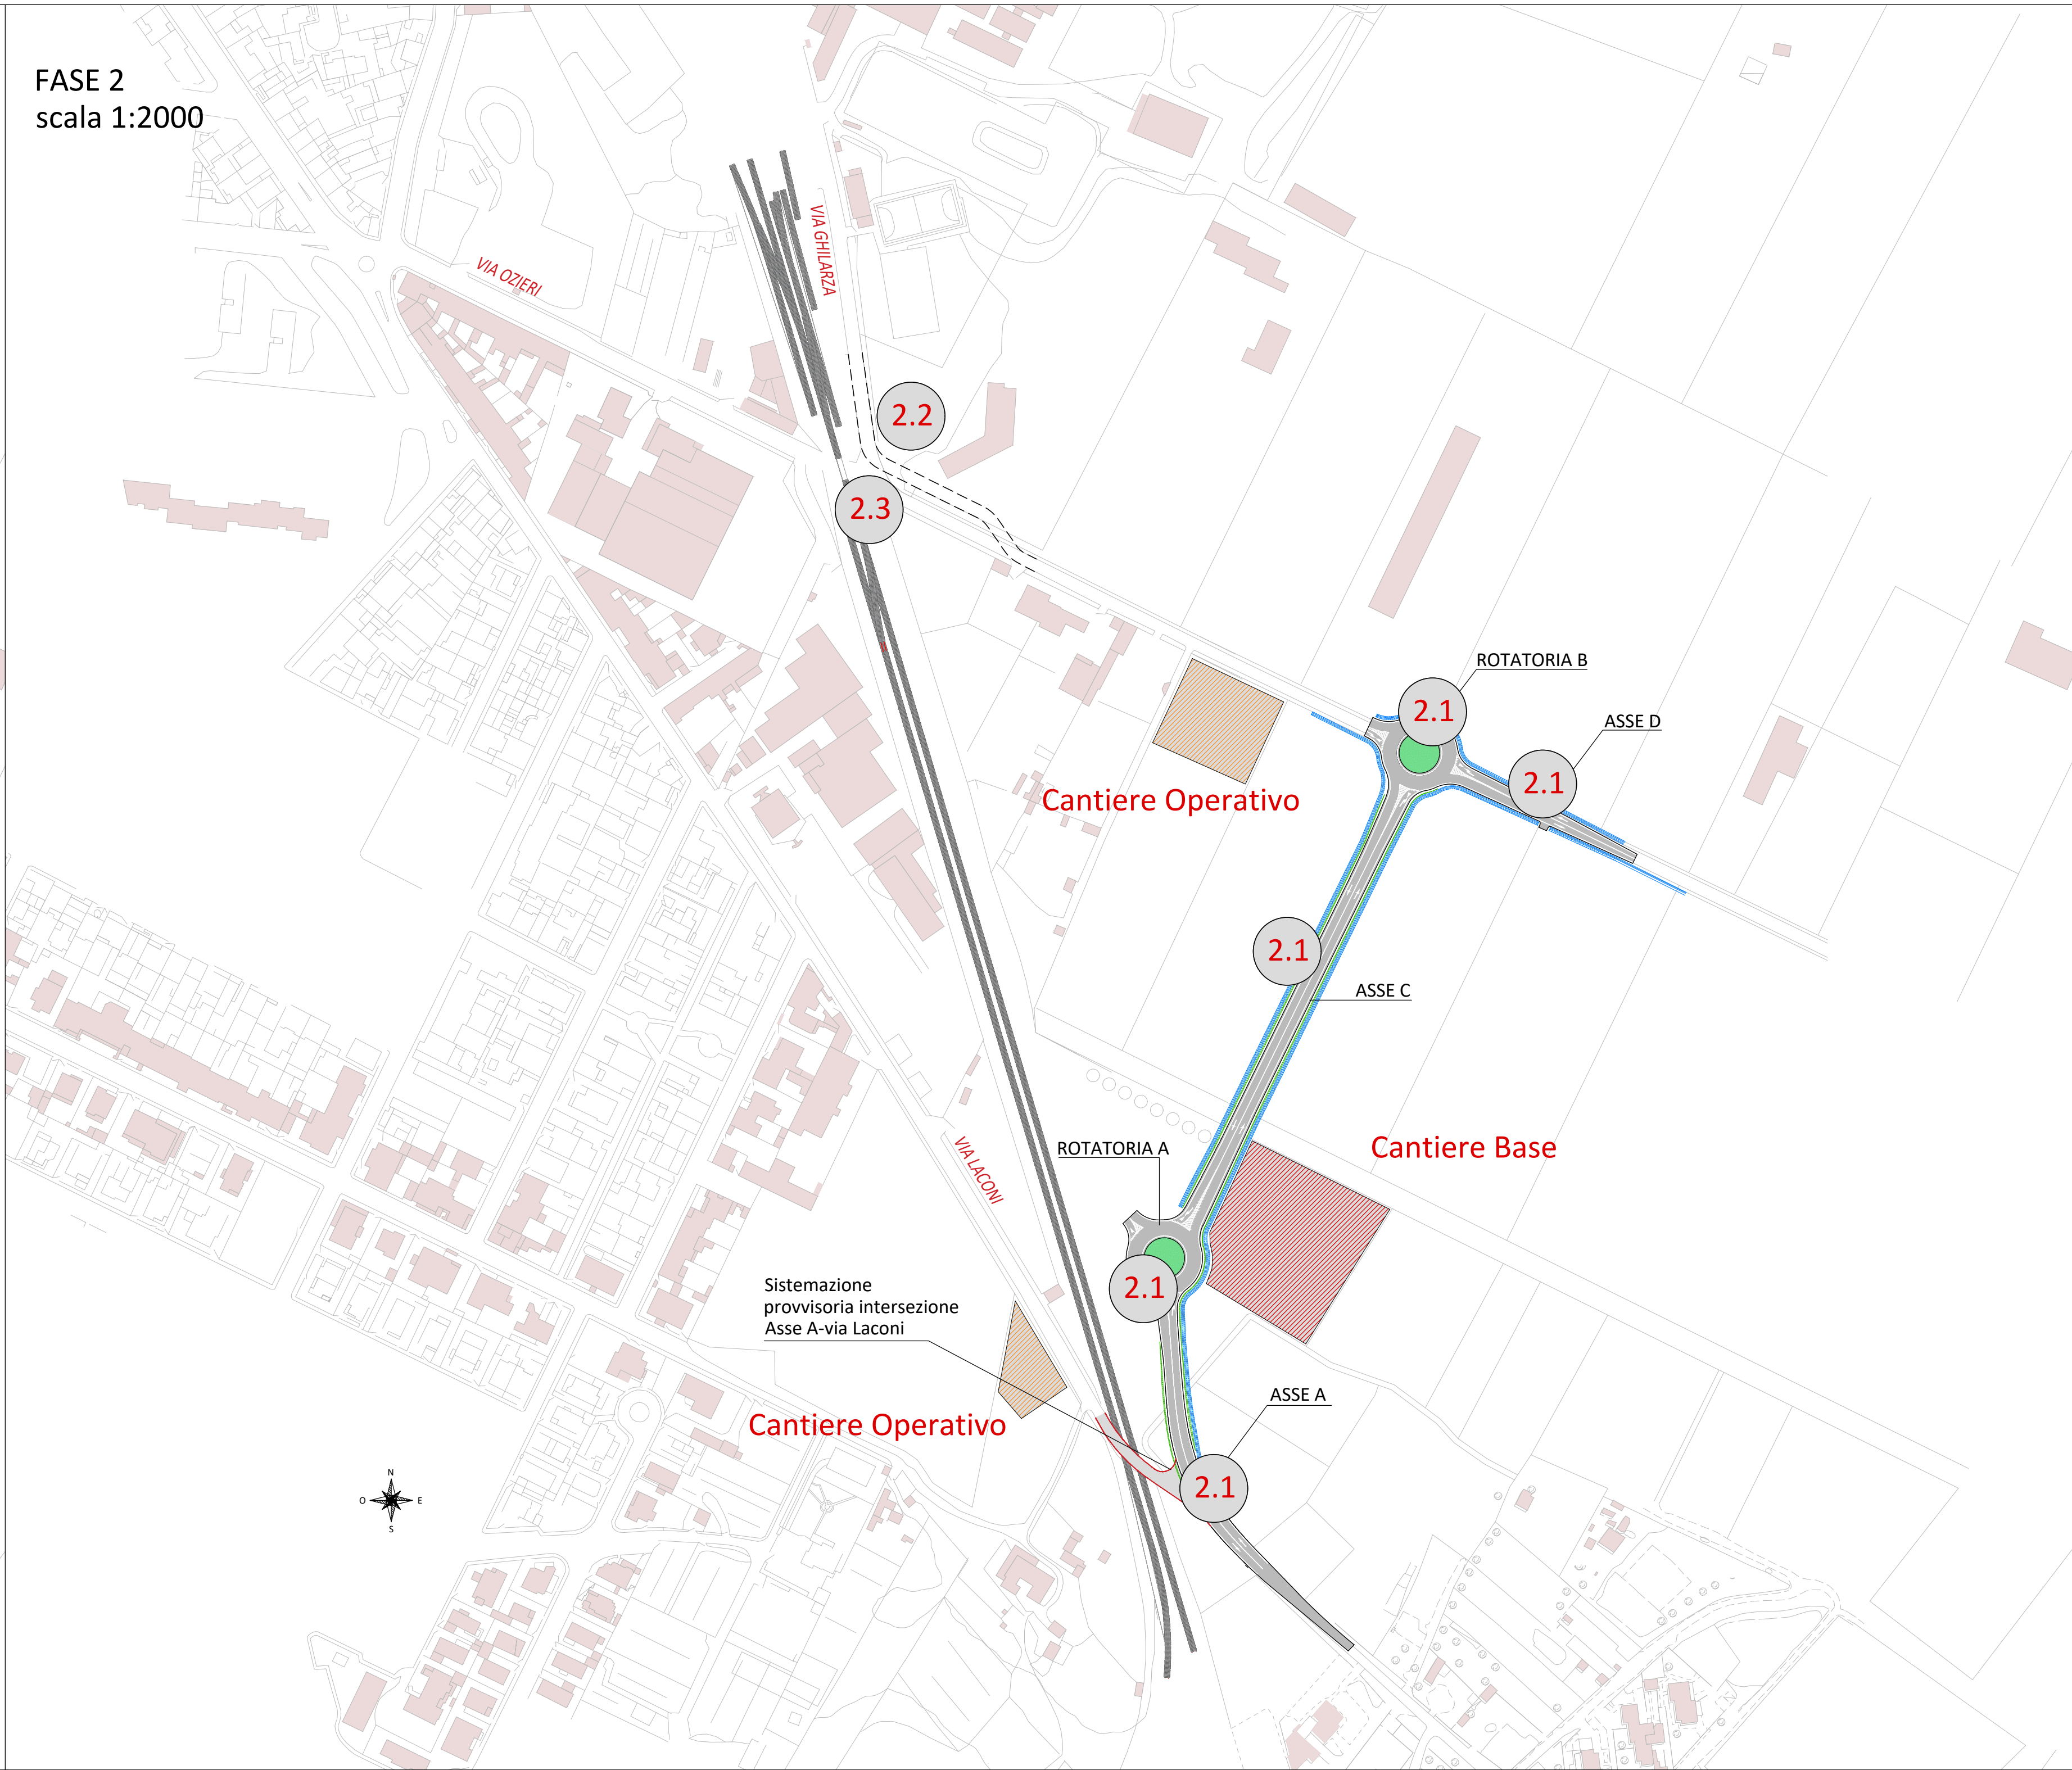 FASE 2
scala 1:2000
VIA GHILARZA
VIA OZIERI
2.2
2.3
ROTATORIA B
2.1
ASSE D
2.1
Cantiere Operativo
2.1
ASSE C
Cantiere Base
ROTATORIA A
VIA LACONI
2.1
Sistemazione
provvisoria intersezione
Asse A-via Laconi
ASSE A
Cantiere Operativo
2.1
N
O
E
S